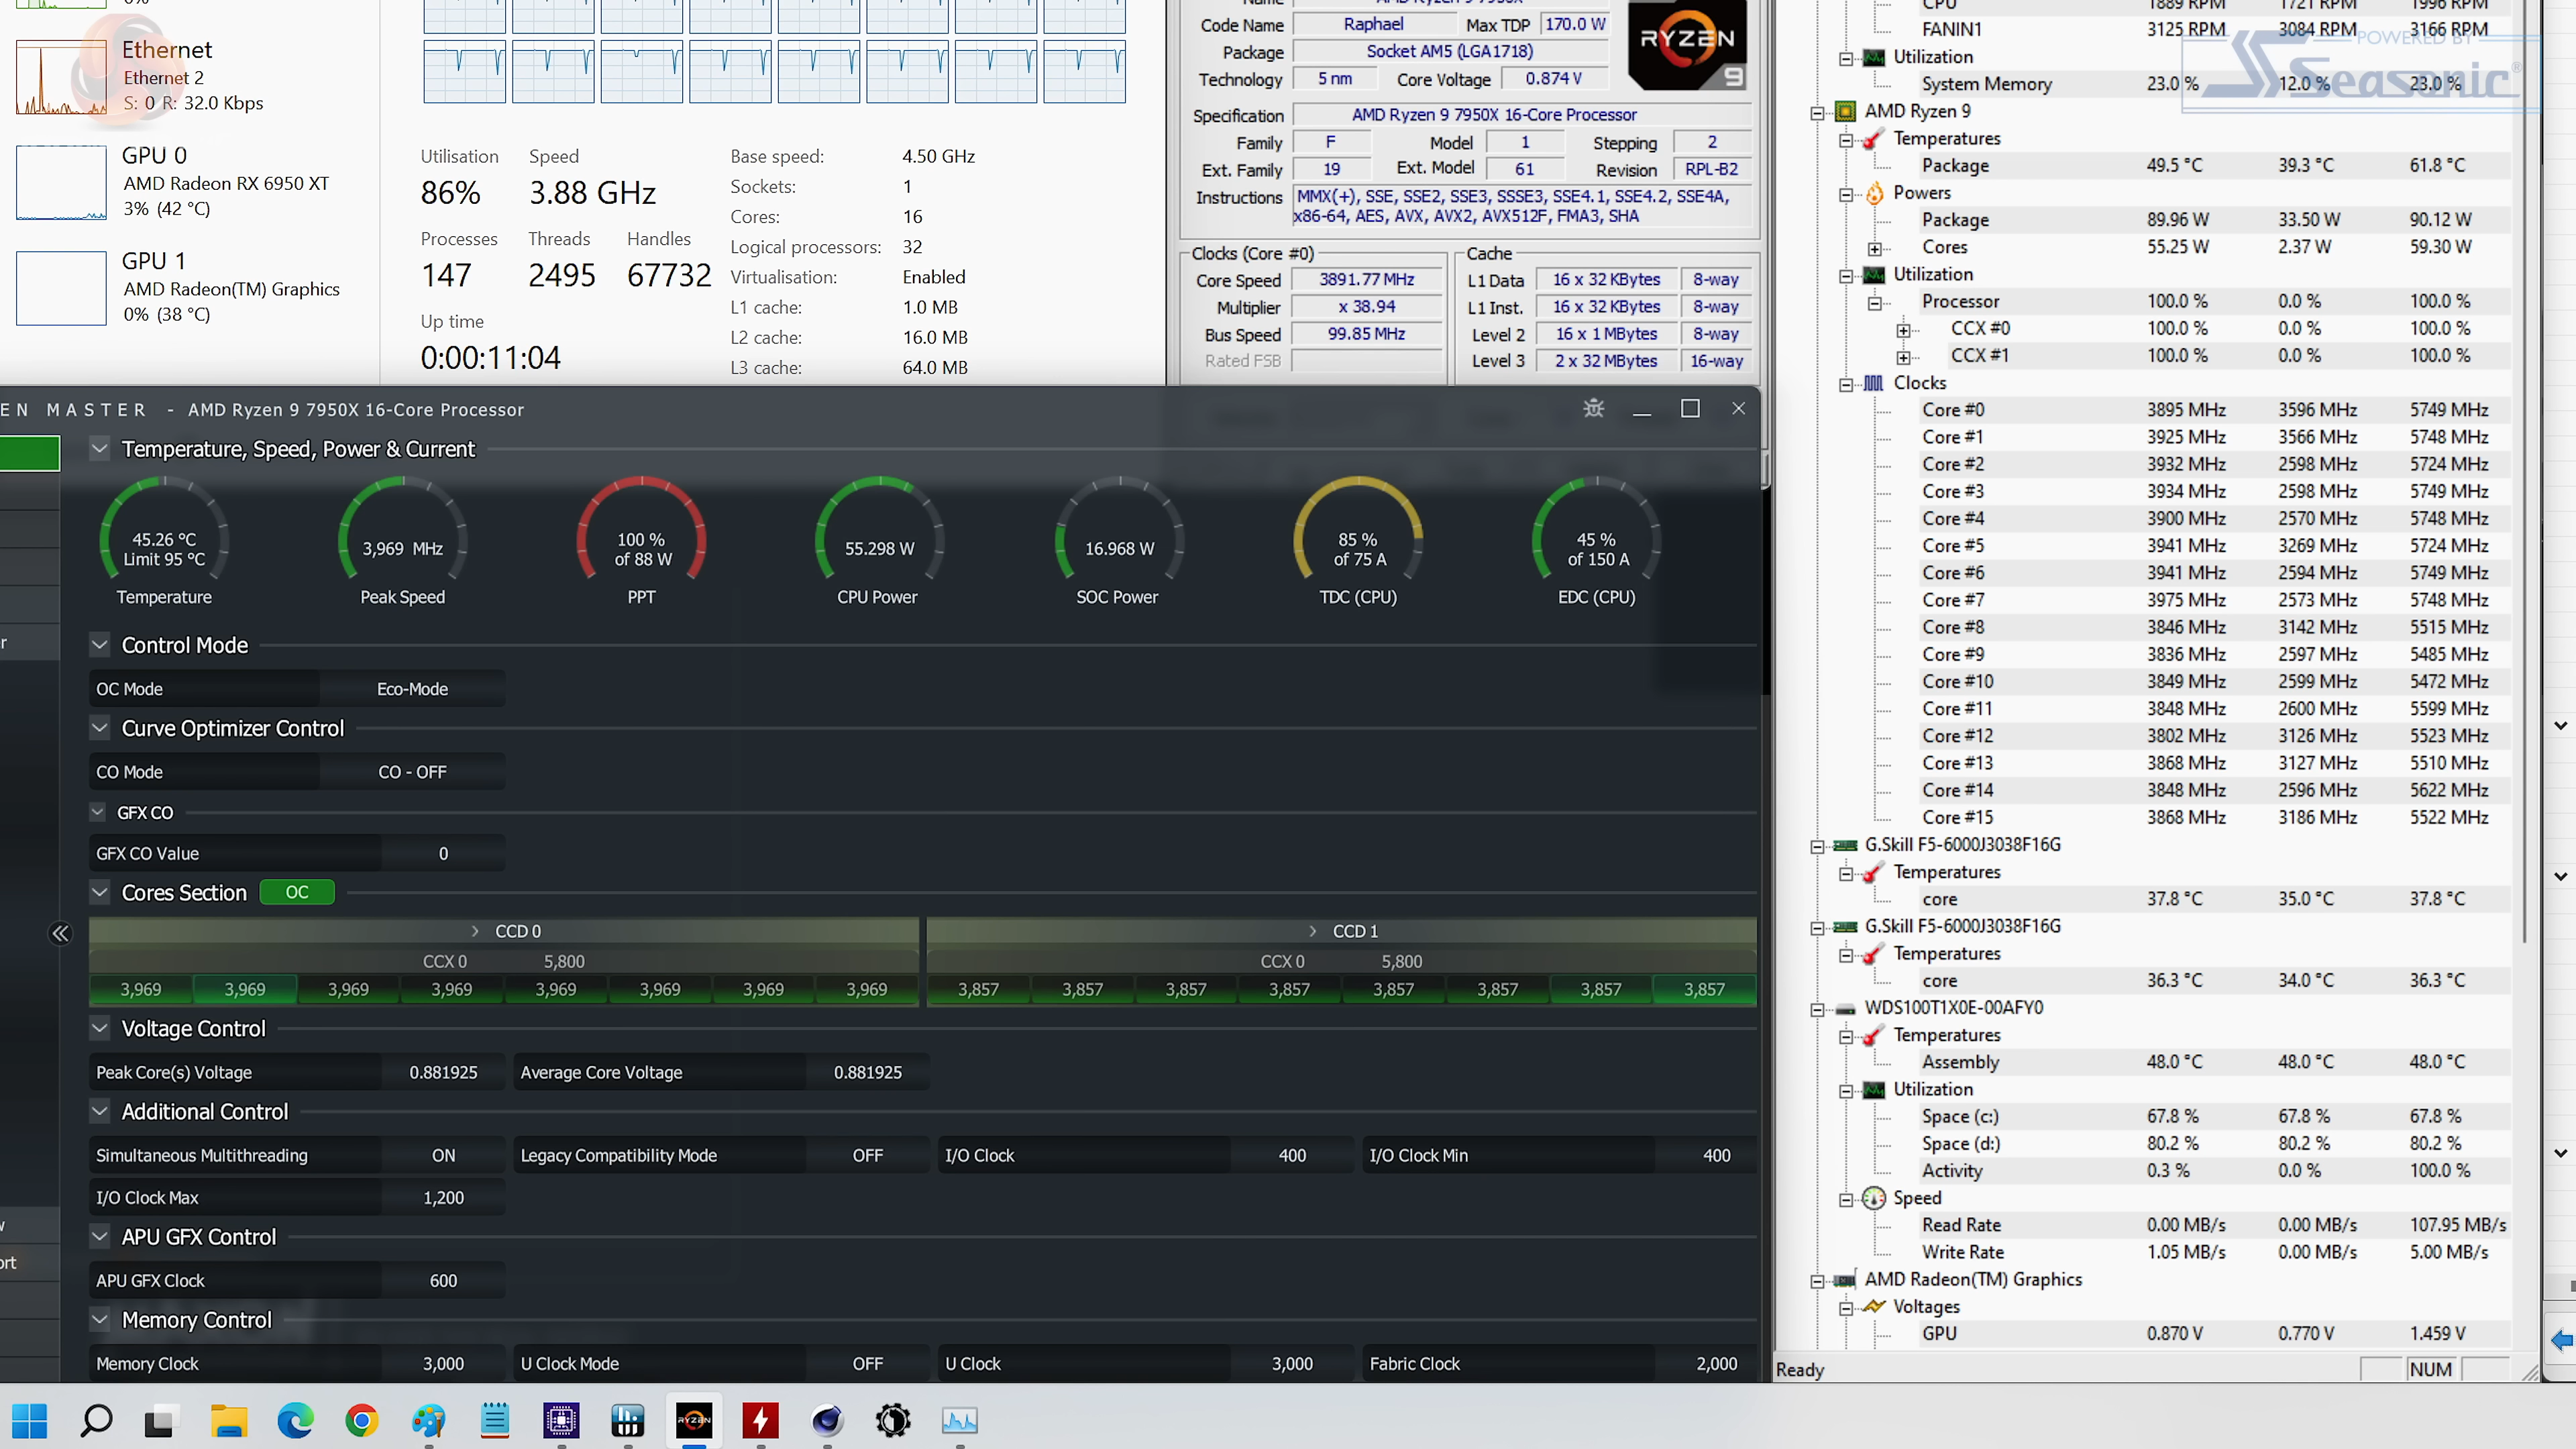 Ethernet
Ethernet 2
S: 0 R: 32.0 Kbps
GPU 0
AMD Radeon RX 6950 XT
3% (42 °C)
GPU 1
AMD Radeon(TM) Graphics
0% (38 °C)
Utilisation Speed
86% 3.88 GHz
Processes Threads Handles
147 2495 67732
Up time
0:00:11:04
Base speed: 4.50 GHz
Sockets: 1
Cores: 16
Logical processors: 32
Virtualisation: Enabled
L1 cache: 1.0 MB
L2 cache: 16.0 MB
L3 cache: 64.0 MB
Name AMD Ryzen 9 7950X
Code Name Raphael Max TDP 170.0 W
Package Socket AM5 (LGA1718)
Technology 5 nm Core Voltage 0.874 V
RYZEN
9
Specification AMD Ryzen 9 7950X 16-Core Processor
Family F Model 1 Stepping 2
Ext. Family 19 Ext. Model 61 Revision RPL-B2
Instructions MMX(+), SSE, SSE2, SSE3, SSSE3, SSE4.1, SSE4.2, SSE4A,
x86-64, AES, AVX, AVX2, AVX512F, FMA3, SHA
Clocks (Core #0)
Core Speed 3891.77 MHz
Multiplier x 38.94
Bus Speed 99.85 MHz
Rated FSB
Cache
L1 Data 16 x 32 KBytes 8-way
L1 Inst. 16 x 32 KBytes 8-way
Level 2 16 x 1 MBytes 8-way
Level 3 2 x 32 MBytes 16-way
EN MASTER - AMD Ryzen 9 7950X 16-Core Processor
Temperature, Speed, Power & Current
45.26 °C
Limit 95 °C
Temperature
3,969 MHz
Peak Speed
100 %
of 88 W
PPT
55.298 W
CPU Power
16.968 W
SOC Power
85 %
of 75 A
TDC (CPU)
45 %
of 150 A
EDC (CPU)
Control Mode
OC Mode Eco-Mode
Curve Optimizer Control
CO Mode CO - OFF
GFX CO
GFX CO Value 0
Cores Section OC
CCD 0 CCD 1
CCX 0 5,800 CCX 0 5,800
3,969 3,969 3,969 3,969 3,969 3,969 3,969 3,969 3,857 3,857 3,857 3,857 3,857 3,857 3,857 3,857
Voltage Control
Peak Core(s) Voltage 0.881925 Average Core Voltage 0.881925
Additional Control
Simultaneous Multithreading ON Legacy Compatibility Mode OFF I/O Clock 400 I/O Clock Min 400
I/O Clock Max 1,200
APU GFX Control
APU GFX Clock 600
Memory Control
Memory Clock 3,000 U Clock Mode OFF U Clock 3,000 Fabric Clock 2,000
CPU 1889 RPM 1721 RPM 1996 RPM
FANIN1 3125 RPM 3084 RPM 3166 RPM
Utilization
System Memory 23.0 % 12.0 % 23.0 %
POWERED BY
Seasonic®
AMD Ryzen 9
Temperatures
Package 49.5 °C 39.3 °C 61.8 °C
Powers
Package 89.96 W 33.50 W 90.12 W
Cores 55.25 W 2.37 W 59.30 W
Utilization
Processor 100.0 % 0.0 % 100.0 %
CCX #0 100.0 % 0.0 % 100.0 %
CCX #1 100.0 % 0.0 % 100.0 %
Clocks
Core #0 3895 MHz 3596 MHz 5749 MHz
Core #1 3925 MHz 3566 MHz 5748 MHz
Core #2 3932 MHz 2598 MHz 5724 MHz
Core #3 3934 MHz 2598 MHz 5749 MHz
Core #4 3900 MHz 2570 MHz 5748 MHz
Core #5 3941 MHz 3269 MHz 5724 MHz
Core #6 3941 MHz 2594 MHz 5749 MHz
Core #7 3975 MHz 2573 MHz 5748 MHz
Core #8 3846 MHz 3142 MHz 5515 MHz
Core #9 3836 MHz 2597 MHz 5485 MHz
Core #10 3849 MHz 2599 MHz 5472 MHz
Core #11 3848 MHz 2600 MHz 5599 MHz
Core #12 3802 MHz 3126 MHz 5523 MHz
Core #13 3868 MHz 3127 MHz 5510 MHz
Core #14 3848 MHz 2596 MHz 5622 MHz
Core #15 3868 MHz 3186 MHz 5522 MHz
G.Skill F5-6000J3038F16G
Temperatures
core 37.8 °C 35.0 °C 37.8 °C
G.Skill F5-6000J3038F16G
Temperatures
core 36.3 °C 34.0 °C 36.3 °C
WDS100T1X0E-00AFY0
Temperatures
Assembly 48.0 °C 48.0 °C 48.0 °C
Utilization
Space (c:) 67.8 % 67.8 % 67.8 %
Space (d:) 80.2 % 80.2 % 80.2 %
Activity 0.3 % 0.0 % 100.0 %
Speed
Read Rate 0.00 MB/s 0.00 MB/s 107.95 MB/s
Write Rate 1.05 MB/s 0.00 MB/s 5.00 MB/s
AMD Radeon(TM) Graphics
Voltages
GPU 0.870 V 0.770 V 1.459 V
Ready NUM
RYZEN